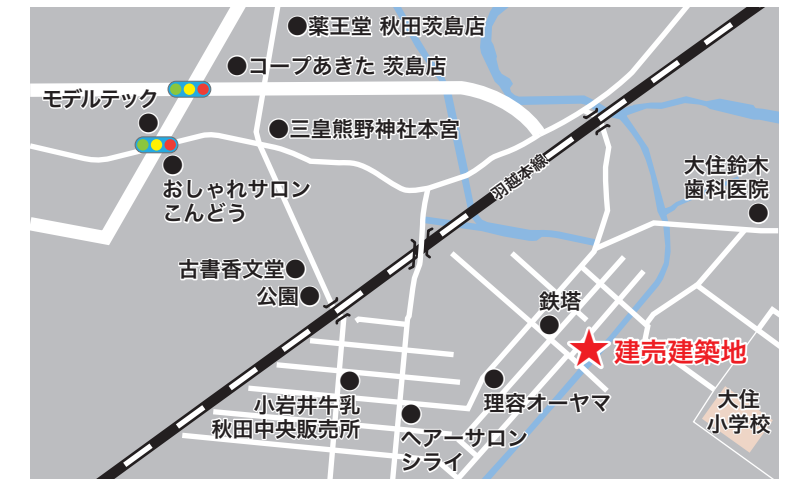 薬王堂 秋田茨島店
コープあきた 茨島店
モデルテック
三皇熊野神社本宮
羽越本線
大住鈴木
歯科医院
おしゃれサロン
こんどう
古書香文堂
公園
鉄塔
建売建築地
小岩井牛乳
秋田中央販売所
理容オーヤマ
大住
小学校
ヘアーサロン
シライ